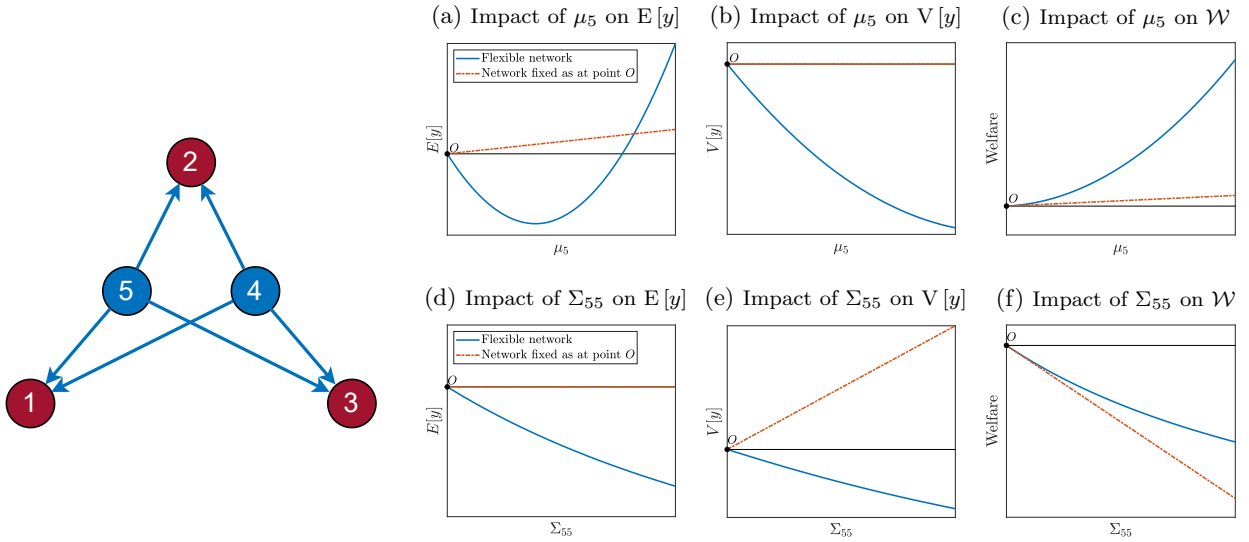 2
5
4
1
3
(a) Impact of μ₅ on E [y]
Flexible network
Network fixed as at point O
E[y]
O
μ₅
(b) Impact of μ₅ on V [y]
V[y]
O
μ₅
(c) Impact of μ₅ on 𝒲
Welfare
O
μ₅
(d) Impact of Σ₅₅ on E [y]
Flexible network
Network fixed as at point O
E[y]
O
Σ₅₅
(e) Impact of Σ₅₅ on V [y]
V[y]
O
Σ₅₅
(f) Impact of Σ₅₅ on 𝒲
Welfare
O
Σ₅₅